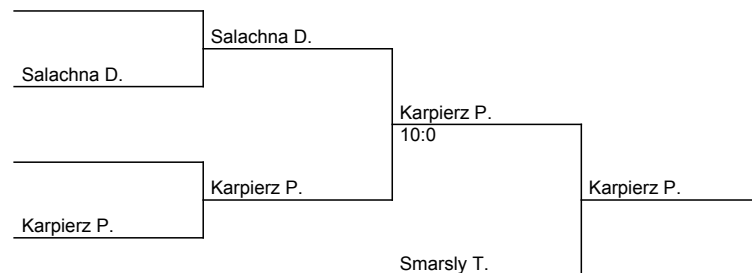 Salachna D.
Salachna D.
Karpierz P.
10:0
Karpierz P.
Karpierz P.
Karpierz P.
Smarsly T.